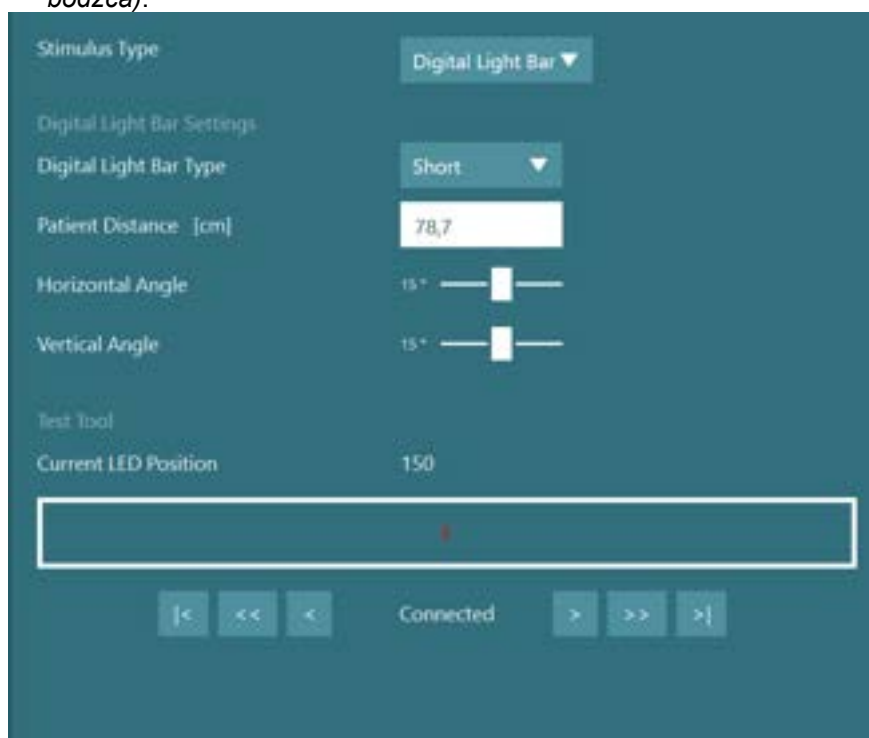 bodźca).
Stimulus Type
Digital Light Bar
Digital Light Bar Settings
Digital Light Bar Type
Short
Patient Distance [cm]
78,7
Horizontal Angle
15 °
Vertical Angle
15 °
Test Tool
Current LED Position
150
|< << < Connected > >> >|